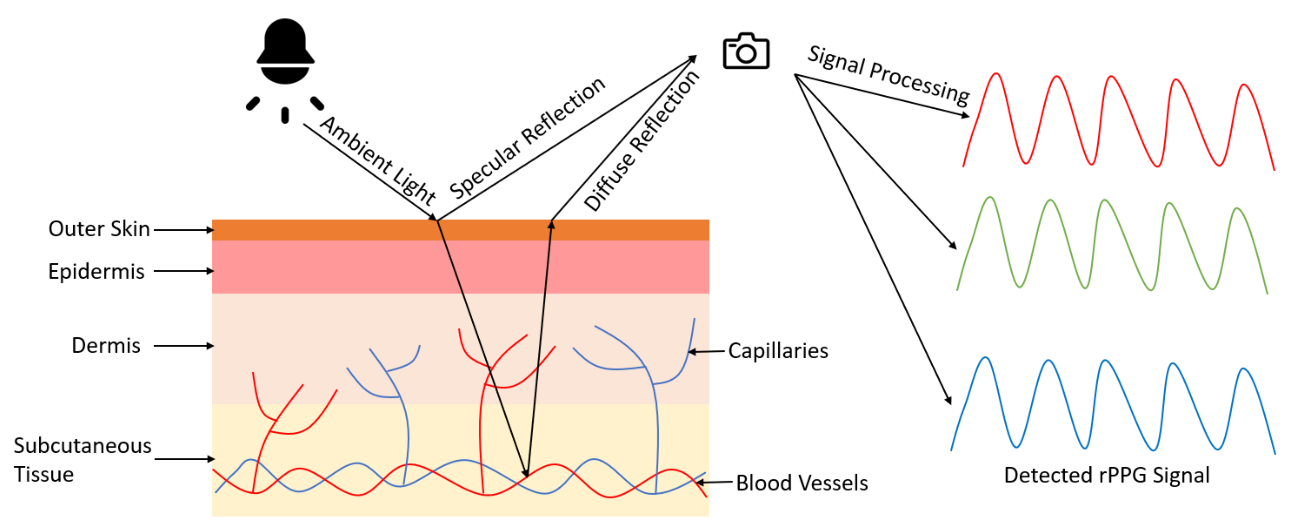 Ambient Light
Specular Reflection
Diffuse Reflection
Signal Processing
Outer Skin
Epidermis
Dermis
Capillaries
Subcutaneous
Tissue
Blood Vessels
Detected rPPG Signal